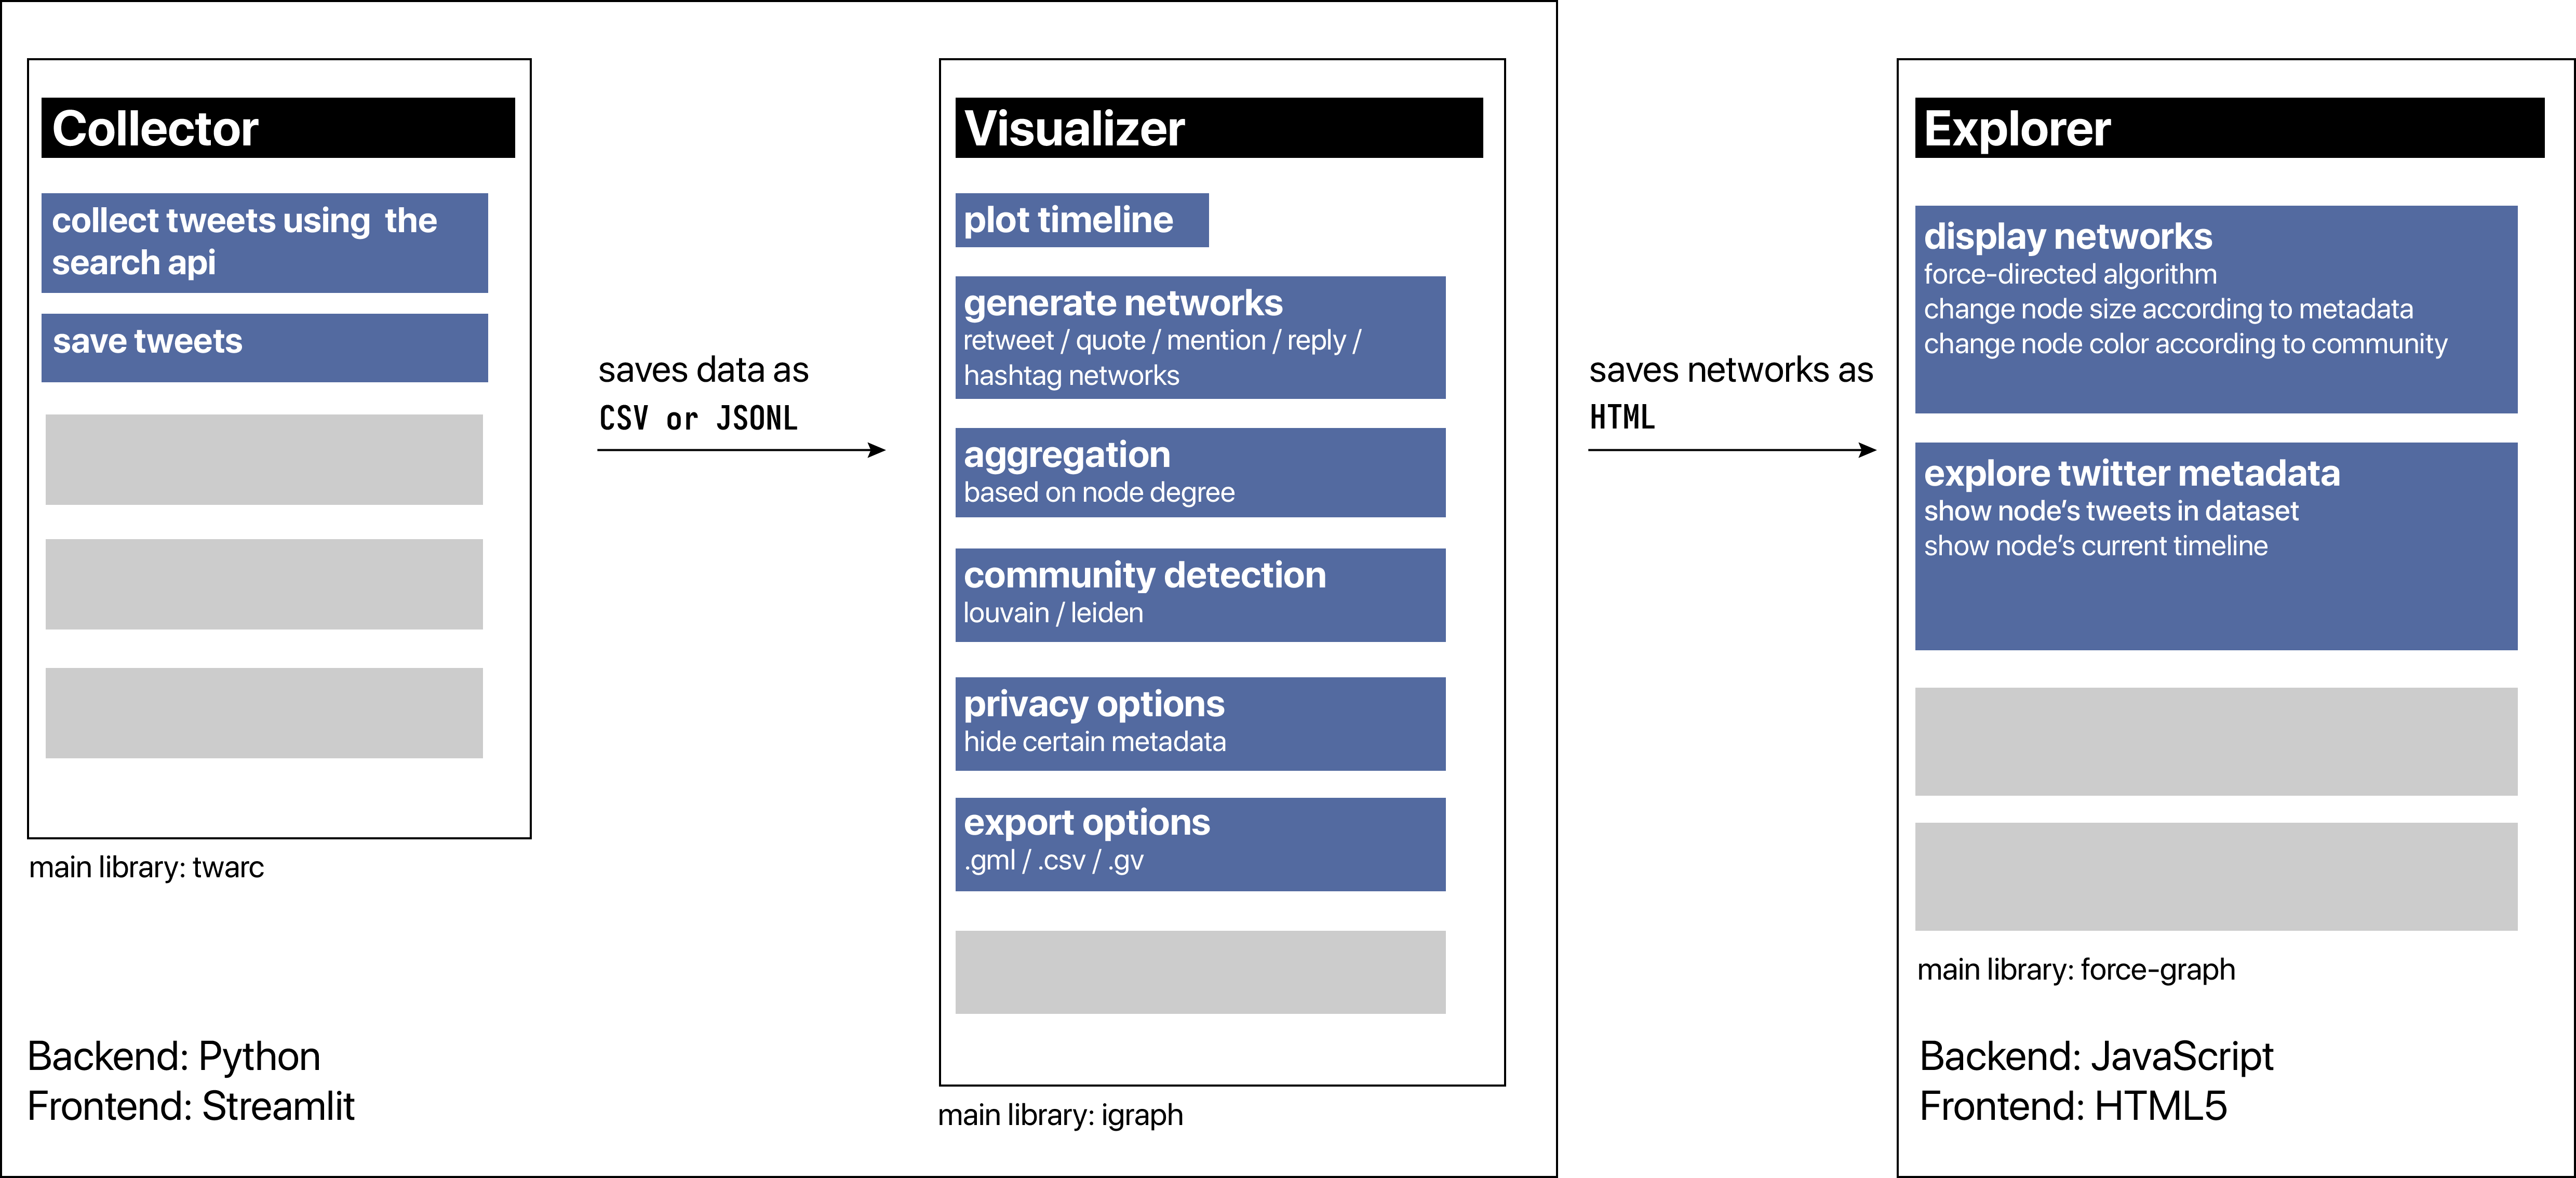 Collector
collect tweets using  the
search api
save tweets
main library: twarc
Backend: Python
Frontend: Streamlit
saves data as
CSV or JSONL
Visualizer
plot timeline
generate networks
retweet / quote / mention / reply /
hashtag networks
aggregation
based on node degree
community detection
louvain / leiden
privacy options
hide certain metadata
export options
.gml / .csv / .gv
main library: igraph
saves networks as
HTML
Explorer
display networks
force-directed algorithm
change node size according to metadata
change node color according to community
explore twitter metadata
show node’s tweets in dataset
show node’s current timeline
main library: force-graph
Backend: JavaScript
Frontend: HTML5